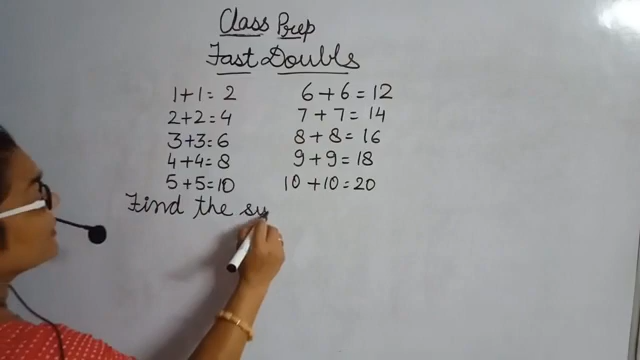 Class Prep
Fast Doubls
1+1=2 6+6=12
2+2=4 7+7=14
3+3=6 8+8=16
4+4=8 9+9=18
5+5=10 10+10=20
Find the su